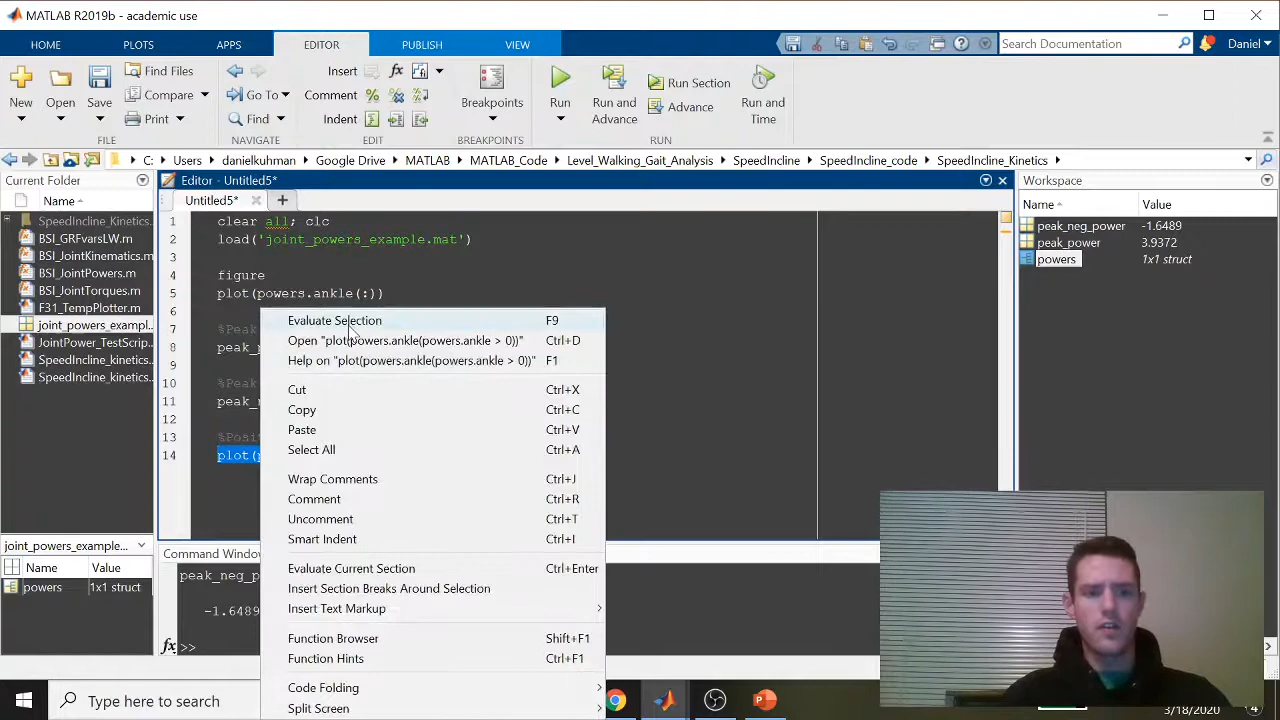 MATLAB R2019b - academic use
HOME PLOTS APPS EDITOR PUBLISH VIEW Search Documentation Daniel
New Open Save Find Files Compare Print Go To Find Insert Comment Indent Breakpoints Run Run and Advance Run Section Advance Run and Time
FILE NAVIGATE EDIT BREAKPOINTS RUN
C: Users danielkuhman Google Drive MATLAB MATLAB_Code Level_Walking_Gait_Analysis SpeedIncline SpeedIncline_code SpeedIncline_Kinetics
Current Folder
Name
SpeedIncline_Kinetics
BSI_GRFvarsLW.m
BSI_JointKinematics.m
BSI_JointPowers.m
BSI_JointTorques.m
F31_TempPlotter.m
joint_powers_exampl...
JointPower_TestScrip...
SpeedIncline_kinetics...
SpeedIncline_kinetics...
joint_powers_example...
Name Value
powers 1x1 struct
Editor - Untitled5*
Untitled5*
1 clear all; clc
2 load('joint_powers_example.mat')
3
4 figure
5 plot(powers.ankle(:))
6
7 %Peak
8 peak_p
9
10 %Peak
11 peak_n
12
13 %Posit
14 plot(p
Evaluate Selection F9
Open "plot(powers.ankle(powers.ankle > 0))" Ctrl+D
Help on "plot(powers.ankle(powers.ankle > 0))" F1
Cut Ctrl+X
Copy Ctrl+C
Paste Ctrl+V
Select All Ctrl+A
Wrap Comments Ctrl+J
Comment Ctrl+R
Uncomment Ctrl+T
Smart Indent Ctrl+I
Evaluate Current Section Ctrl+Enter
Insert Section Breaks Around Selection
Insert Text Markup
Function Browser Shift+F1
Function Hints Ctrl+F1
Code Folding
Split Screen
Command Window
peak_neg_p
-1.6489
fx >>
Workspace
Name Value
peak_neg_power -1.6489
peak_power 3.9372
powers 1x1 struct
Type here to search
3/18/2020
4